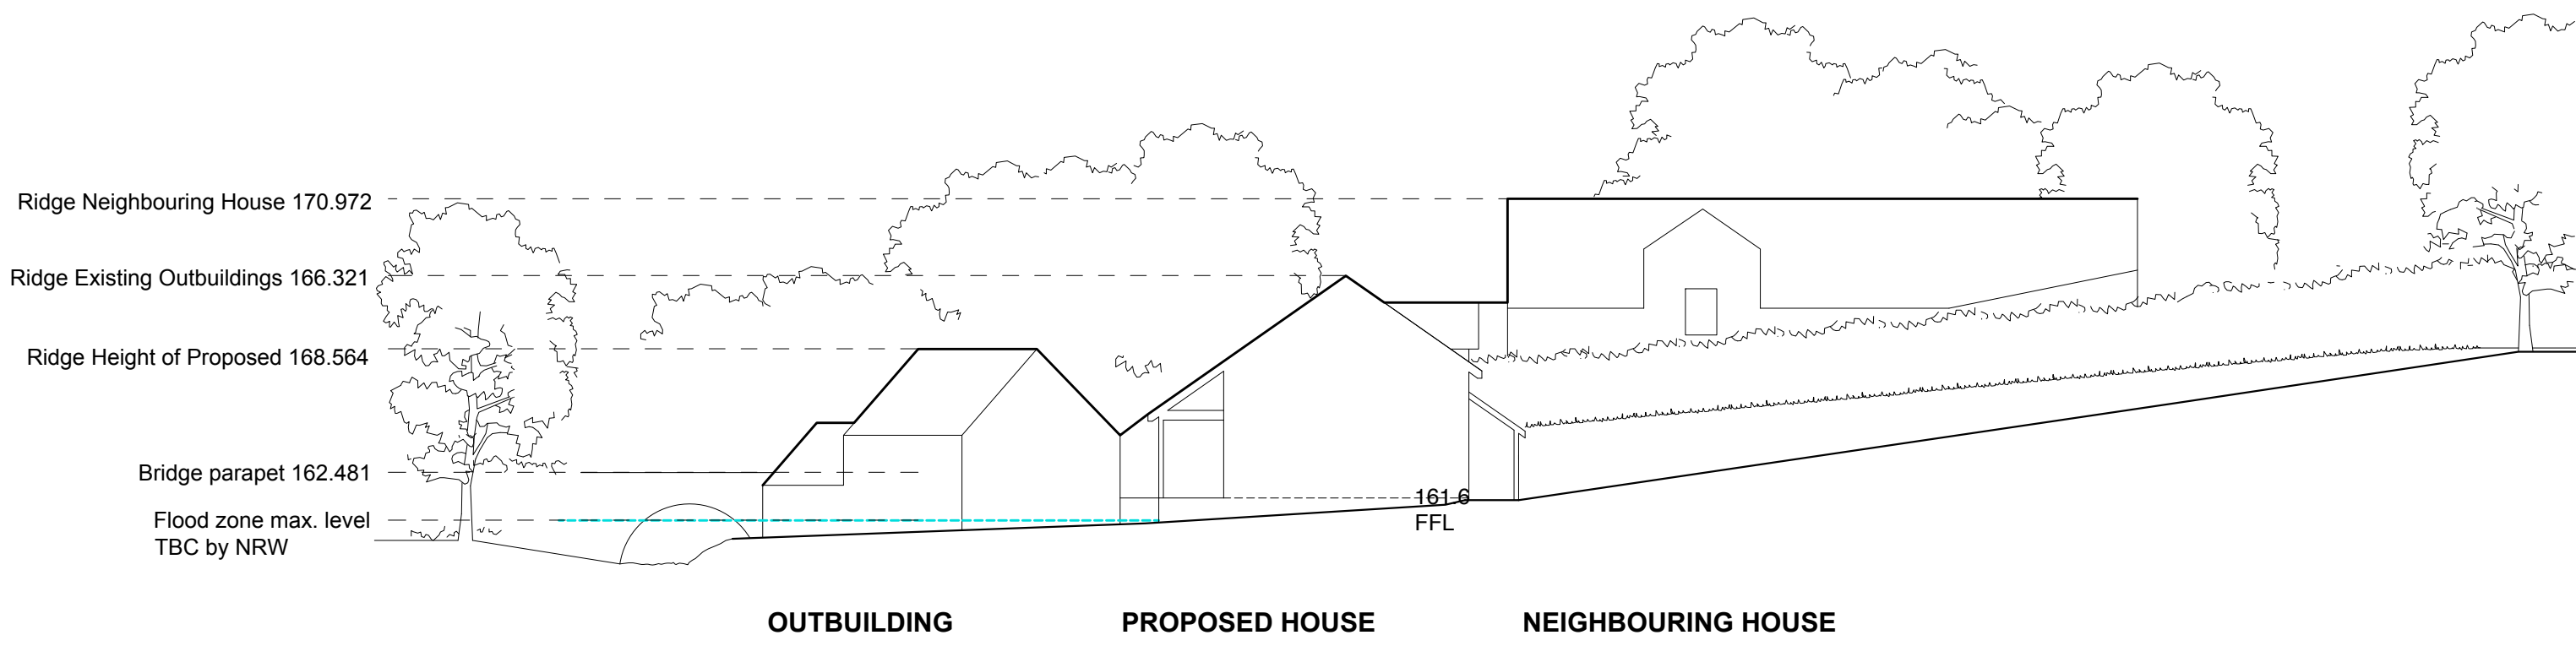 Ridge Neighbouring House 170.972
Ridge Existing Outbuildings 166.321
Ridge Height of Proposed 168.564
Bridge parapet 162.481
Flood zone max. level
TBC by NRW
161.6
FFL
OUTBUILDING
PROPOSED HOUSE
NEIGHBOURING HOUSE